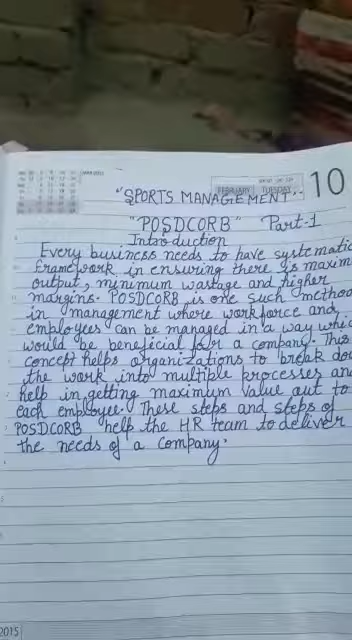 FEBRUARY TUESDAY 10
"SPORTS MANAGEMENT"
"POSDCORB" Part-1
Introduction
Every business needs to have systematic
framework in ensuring there is maxim
output, minimum wastage and higher
margins. POSDCORB is one such method
in management where workforce and
employees can be managed in a way whic
would be beneficial for a company. This
concept helps organizations to break do
the work into multiple processes and
help in getting maximum value out to
each employee. These steps and steps of
POSDCORB help the HR team to deliver
the needs of a company.
2015